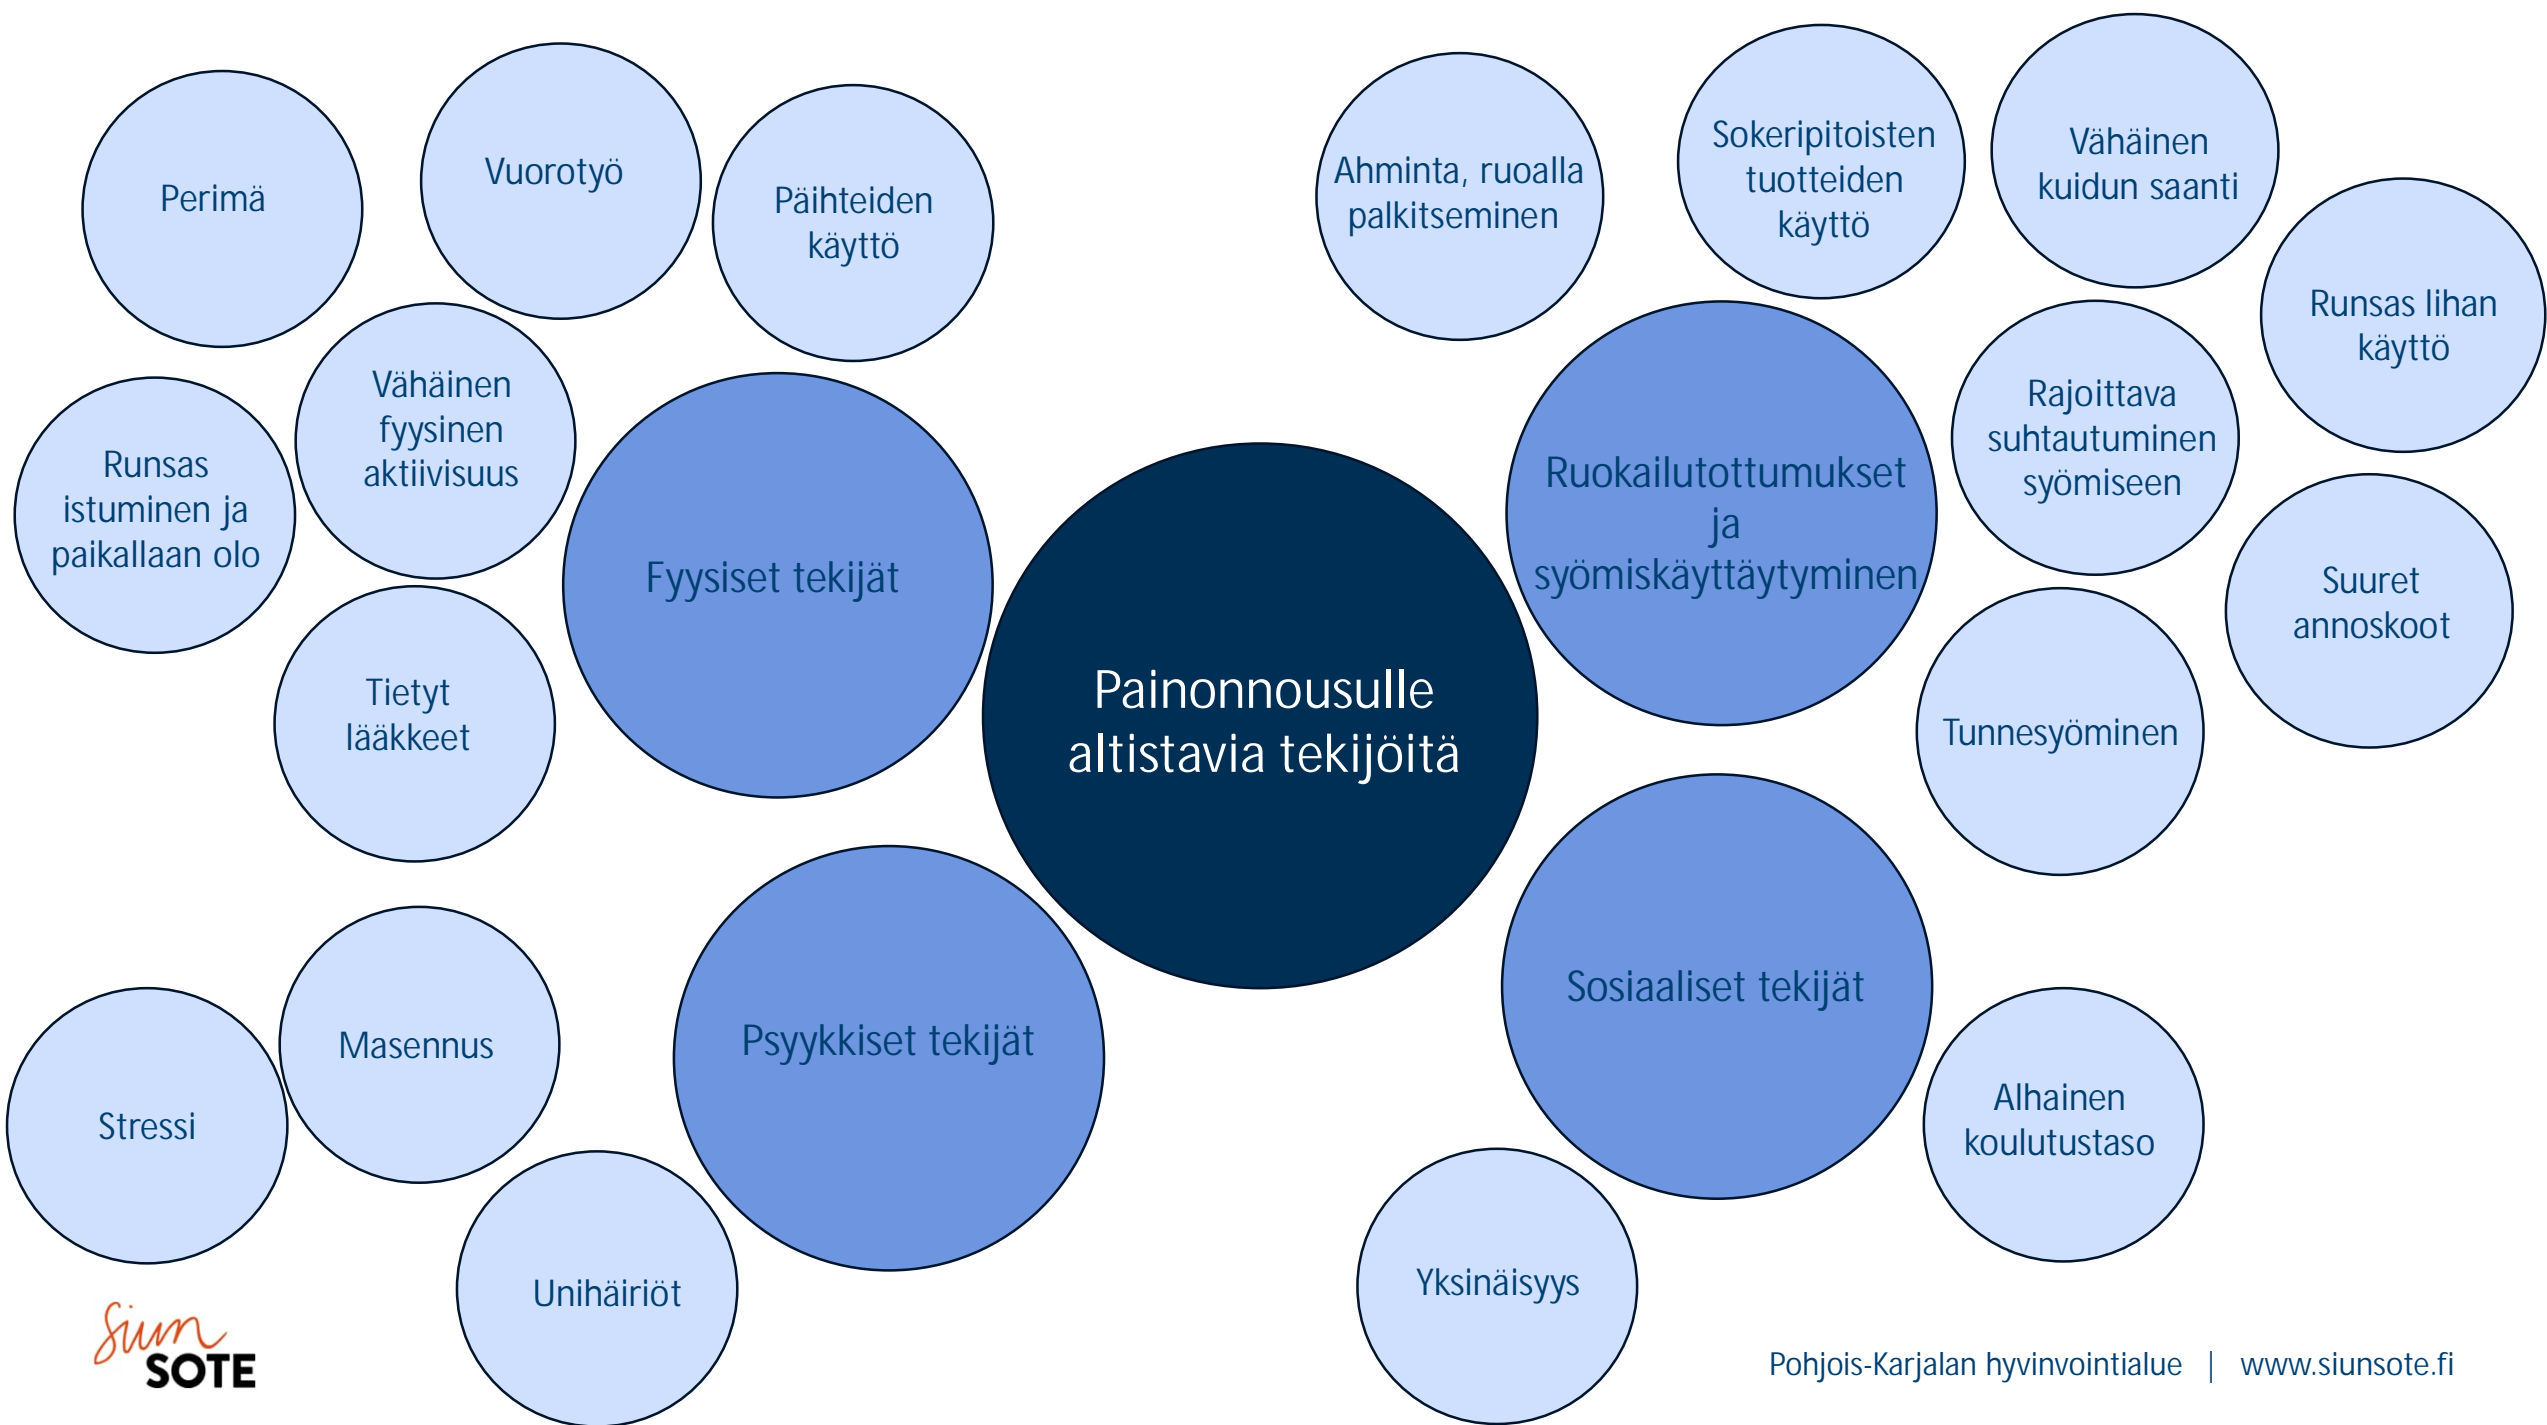 Perimä
Vuorotyö
Päihteiden
käyttö
Vähäinen
fyysinen
aktiivisuus
Runsas
istuminen ja
paikallaan olo
Tietyt
lääkkeet
Fyysiset tekijät
Painonnousulle
altistavia tekijöitä
Ahminta, ruoalla
palkitseminen
Sokeripitoisten
tuotteiden
käyttö
Vähäinen
kuidun saanti
Runsas lihan
käyttö
Rajoittava
suhtautuminen
syömiseen
Suuret
annoskoot
Tunnesyöminen
Ruokailutottumukset
ja
syömiskäyttäytyminen
Psyykkiset tekijät
Masennus
Stressi
Unihäiriöt
Sosiaaliset tekijät
Alhainen
koulutustaso
Yksinäisyys
Siun
SOTE
Pohjois-Karjalan hyvinvointialue | www.siunsote.fi